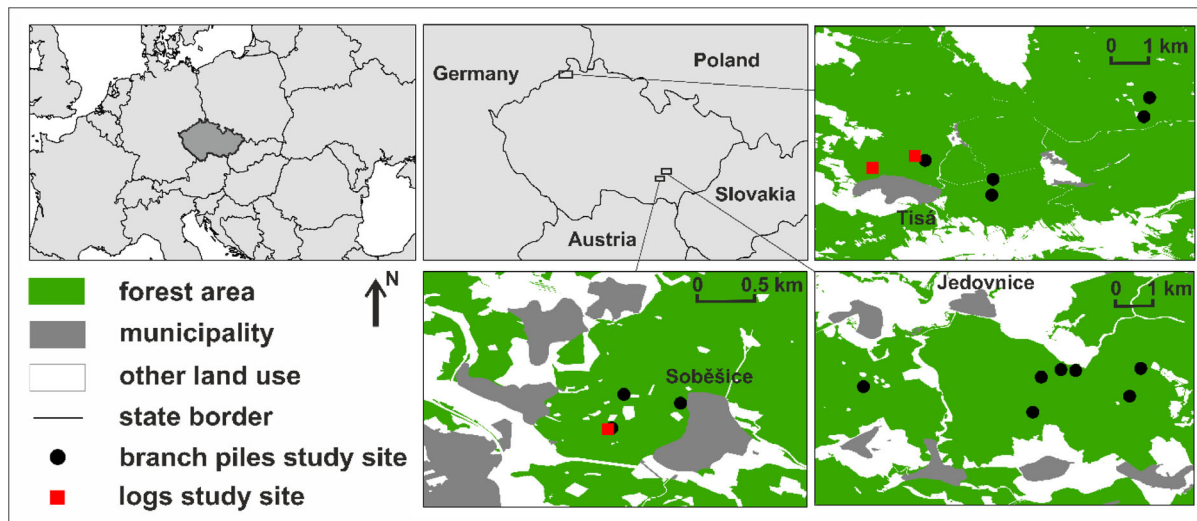 Germany
Poland
Slovakia
Austria
0 1 km
Tisá
N
forest area
municipality
other land use
state border
branch piles study site
logs study site
0 0.5 km
Soběšice
Jedovnice
0 1 km